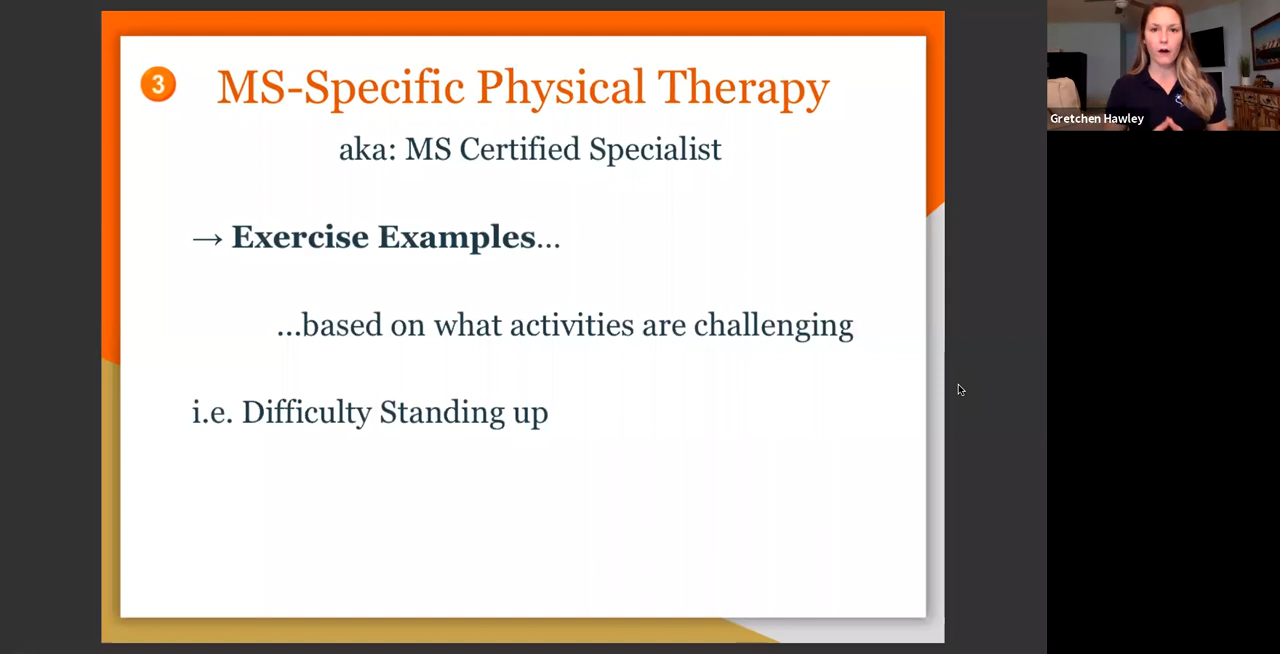 3
MS-Specific Physical Therapy
aka: MS Certified Specialist
→ Exercise Examples...
...based on what activities are challenging
i.e. Difficulty Standing up
Gretchen Hawley